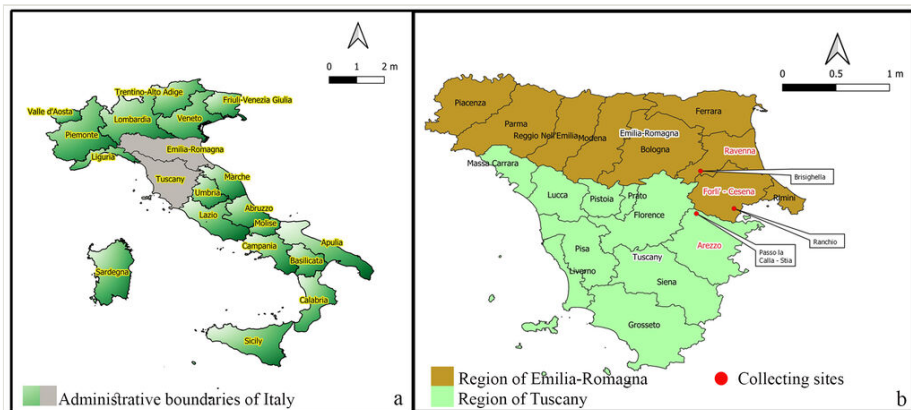 0 1 2 m
Trentino-Alto Adige
Friuli-Venezia Giulia
Valle d'Aosta
Lombardia
Veneto
Piemonte
Emilia-Romagna
Liguria
Tuscany
Marche
Umbria
Lazio
Abruzzo
Molise
Campania
Apulia
Basilicata
Sardegna
Calabria
Sicily
Administrative boundaries of Italy
a
0 0.5 1 m
Piacenza
Ferrara
Parma
Reggio Nell'Emilia
Modena
Emilia-Romagna
Bologna
Ravenna
Massa Carrara
Brisighella
Forli' - Cesena
Rimini
Lucca
Pistoia
Prato
Florence
Ranchio
Passo la
Calla - Stia
Arezzo
Pisa
Tuscany
Liverno
Siena
Grosseto
Region of Emilia-Romagna
Collecting sites
Region of Tuscany
b